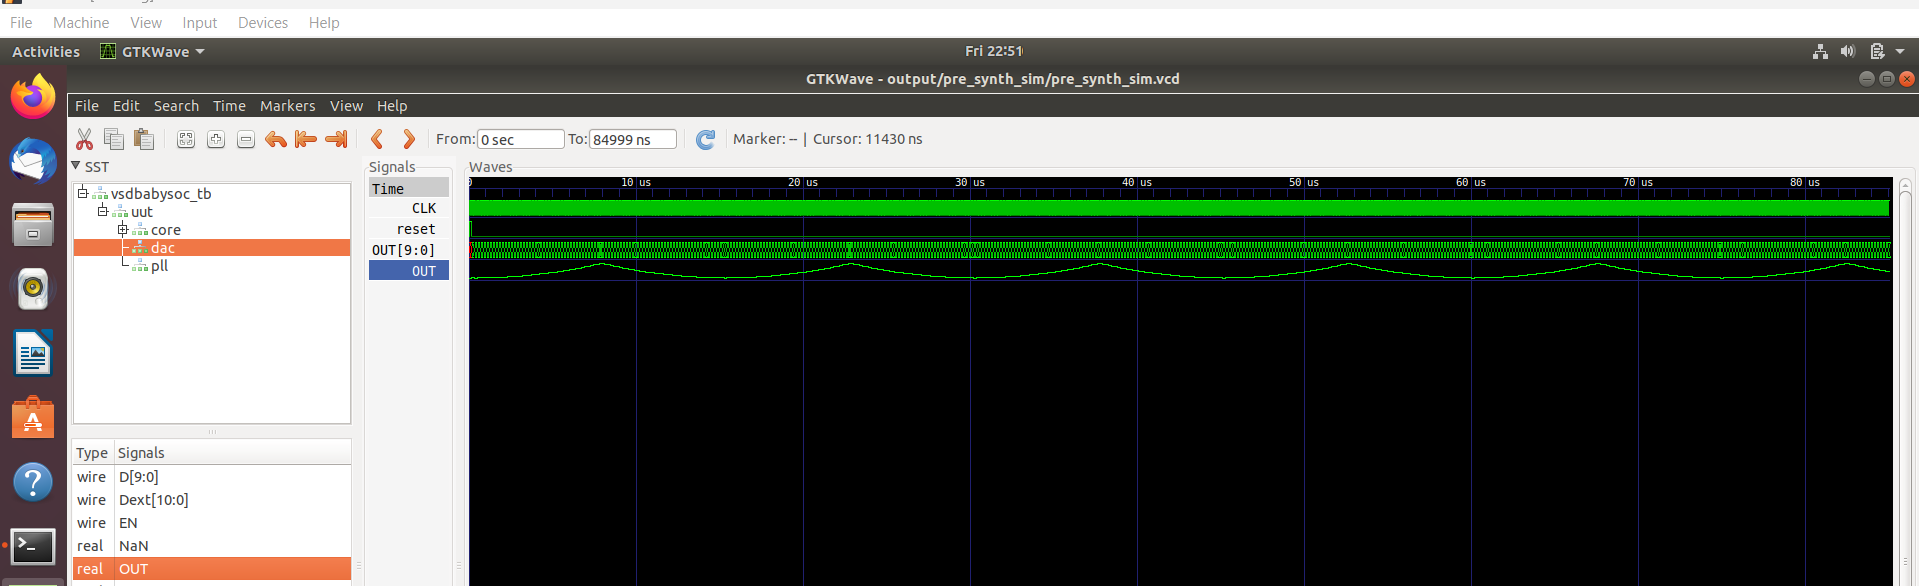 File Machine View Input Devices Help
Activities GTKWave Fri 22:51
GTKWave - output/pre_synth_sim/pre_synth_sim.vcd
File Edit Search Time Markers View Help
From: 0 sec To: 84999 ns Marker: -- | Cursor: 11430 ns
SST
vsdbabysoc_tb
uut
core
dac
pll
Type Signals
wire D[9:0]
wire Dext[10:0]
wire EN
real NaN
real OUT
Signals
Time
CLK
reset
OUT[9:0]
OUT
Waves
10 us 20 us 30 us 40 us 50 us 60 us 70 us 80 us